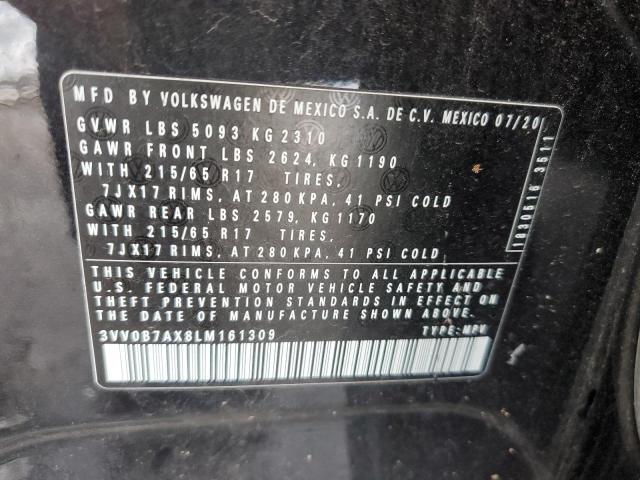 MFD BY VOLKSWAGEN DE MEXICO S.A. DE C.V. MEXICO 07/20
GVWR LBS 5093 KG 2310
GAWR FRONT LBS 2624, KG 1190
WITH 215/65 R17 TIRES,
7JX17 RIMS, AT 280 KPA, 41 PSI COLD
GAWR REAR LBS 2579, KG 1170
WITH 215/65 R17 TIRES,
7JX17 RIMS, AT 280 KPA, 41 PSI COLD
THIS VEHICLE CONFORMS TO ALL APPLICABLE
U.S. FEDERAL MOTOR VEHICLE SAFETY AND
THEFT PREVENTION STANDARDS IN EFFECT ON
THE DATE OF MANUFACTURE SHOWN ABOVE.
3VV0B7AX8LM161309 TYPE:MPV
1830516 3611